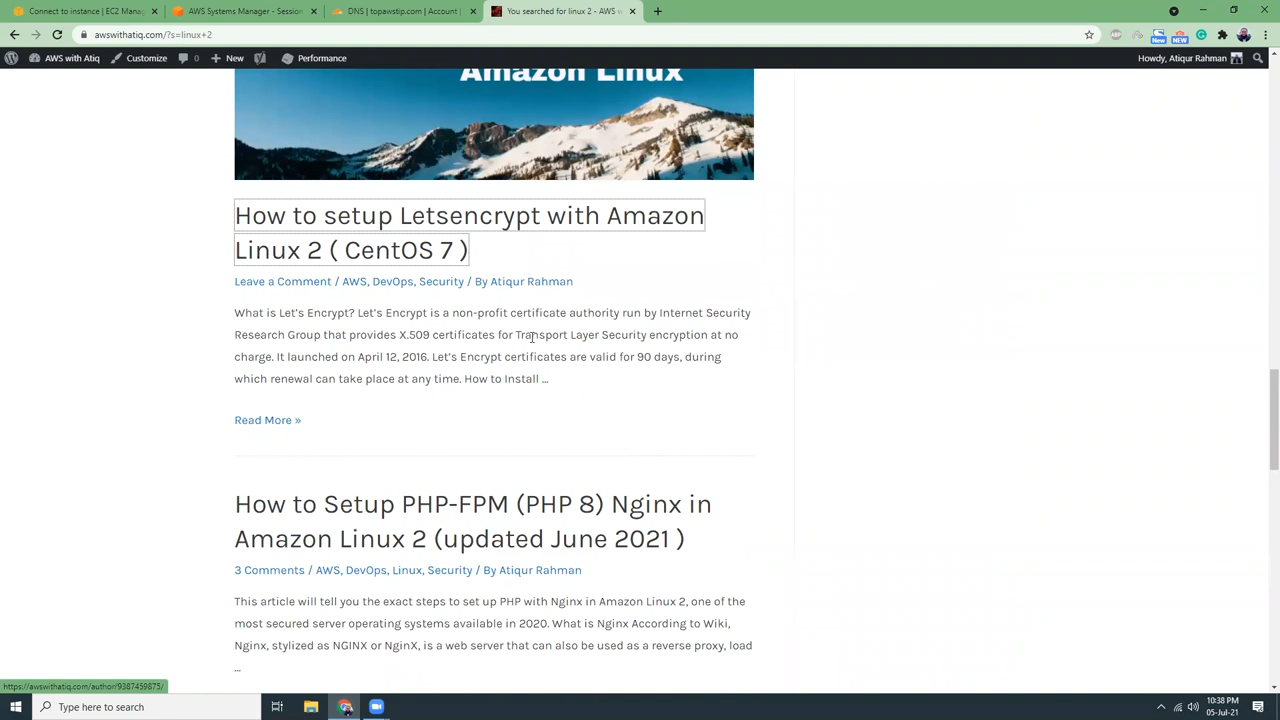 Connect to instance | EC2 Mana
AWS Systems Manager - Session
DNS | topawstip.com | Account |
You searched for linux 2 - AWS w
awswithatiq.com/?s=linux+2
New
New
AWS with Atiq
Customize
0
New
Performance
Howdy, Atiqur Rahman
Amazon Linux
How to setup Letsencrypt with Amazon
Linux 2 ( CentOS 7 )
Leave a Comment / AWS, DevOps, Security / By Atiqur Rahman
What is Let's Encrypt? Let's Encrypt is a non-profit certificate authority run by Internet Security
Research Group that provides X.509 certificates for Transport Layer Security encryption at no
charge. It launched on April 12, 2016. Let's Encrypt certificates are valid for 90 days, during
which renewal can take place at any time. How to Install ...
Read More »
How to Setup PHP-FPM (PHP 8) Nginx in
Amazon Linux 2 (updated June 2021 )
3 Comments / AWS, DevOps, Linux, Security / By Atiqur Rahman
This article will tell you the exact steps to set up PHP with Nginx in Amazon Linux 2, one of the
most secured server operating systems available in 2020. What is Nginx According to Wiki,
Nginx, stylized as NGINX or NginX, is a web server that can also be used as a reverse proxy, load
...
https://awswithatiq.com/author/9387459875/
Type here to search
10:38 PM
05-Jul-21